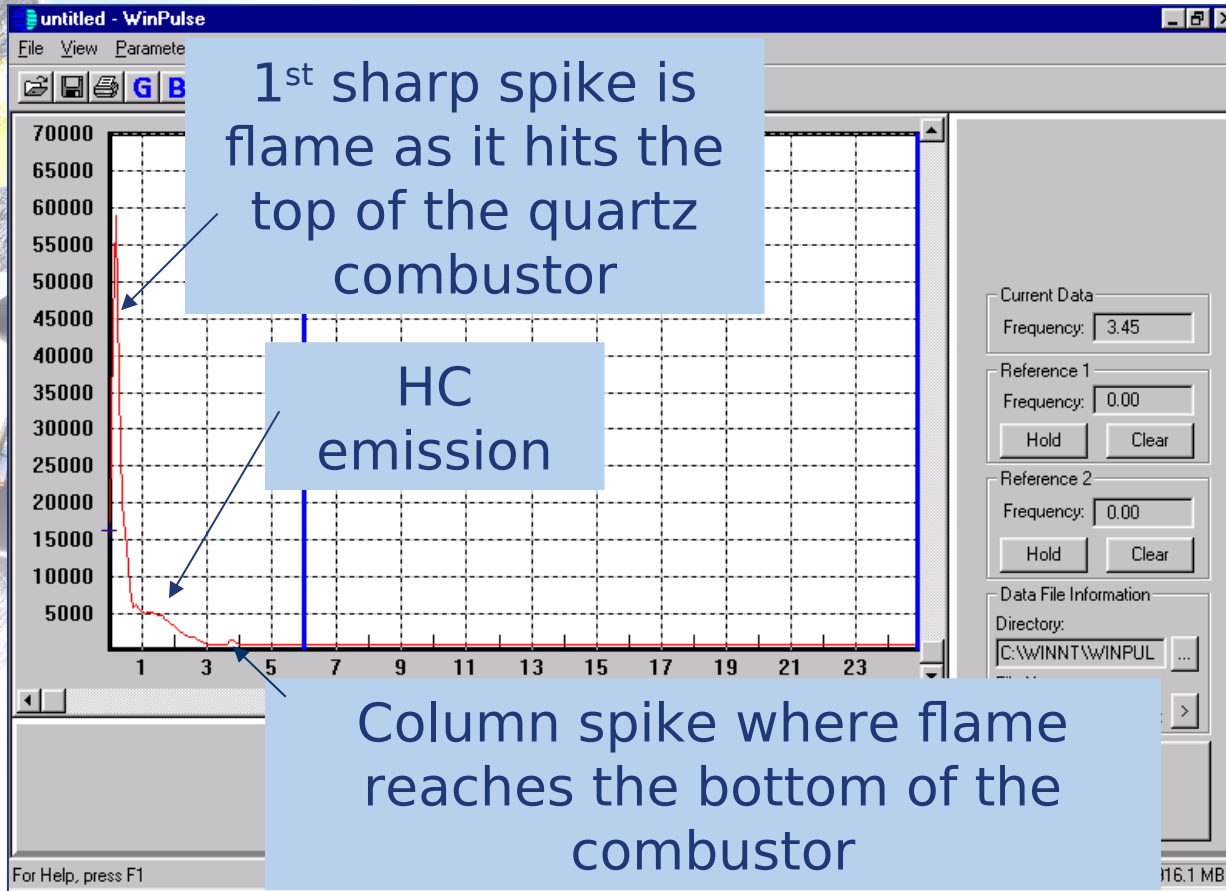 untitled - WinPulse
File View
G B
1st sharp spike is
flame as it hits the
top of the quartz
combustor
70000
65000
60000
55000
50000
45000
40000
35000
30000
25000
20000
15000
10000
5000
HC
emission
1 3 5 7 9 11 13 15 17 19 21 23
Column spike where flame
reaches the bottom of the
combustor
Current Data
Frequency: 3.45
Reference 1
Frequency: 0.00
Hold Clear
Reference 2
Frequency: 0.00
Hold Clear
Data File Information
Directory:
C:\WINNT\WINPUL ...
>
For Help, press F1
16.1 MB